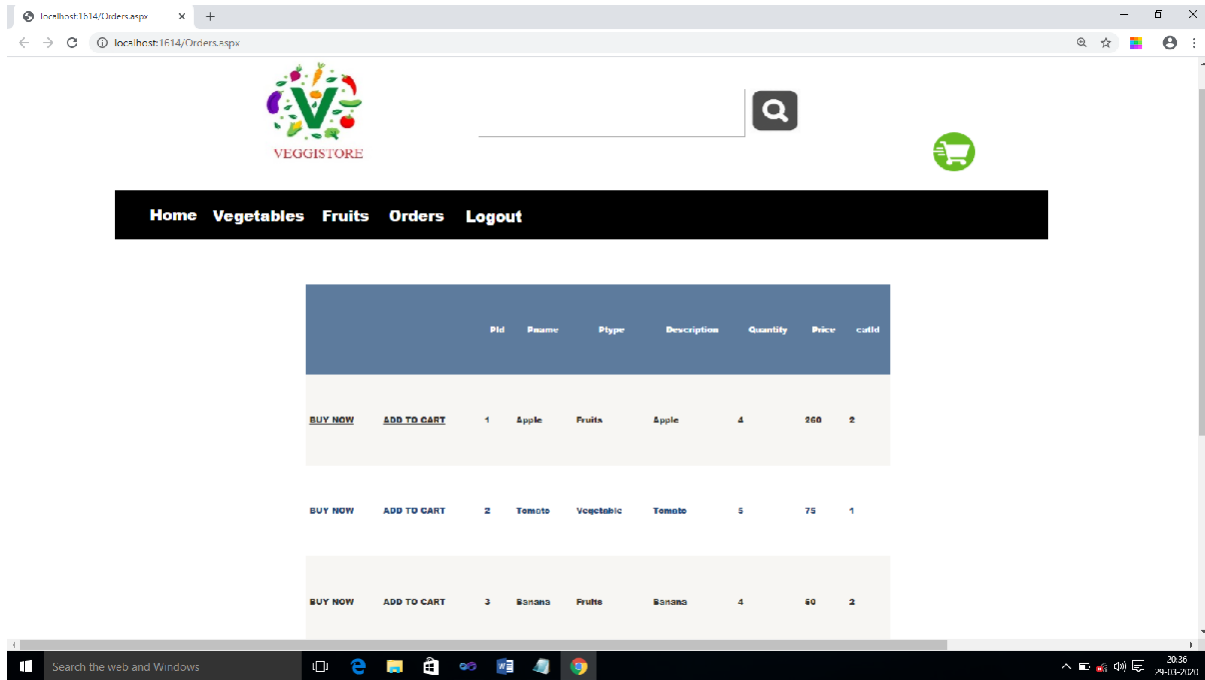 localhost:1614/Orders.aspx
localhost:1614/Orders.aspx
V
VEGGISTORE
Home Vegetables Fruits Orders Logout
PId Pname Ptype Description Quantity Price catId
BUY NOW ADD TO CART 1 Apple Fruits Apple 4 260 2
BUY NOW ADD TO CART 2 Tomato Vegetable Tomato 5 75 1
BUY NOW ADD TO CART 3 Banana Fruits Banana 4 60 2
Search the web and Windows
20:36
29-03-2020